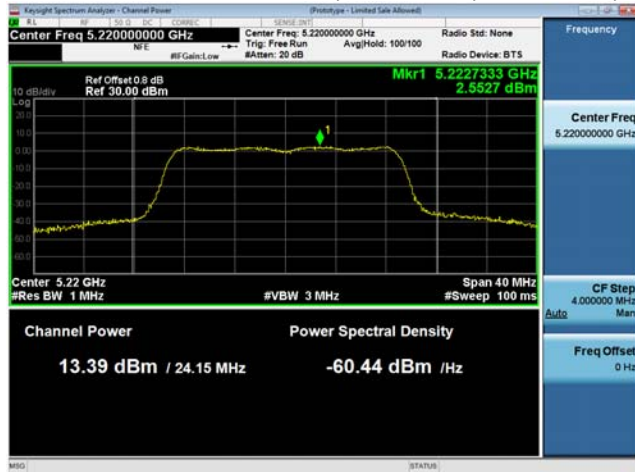 Keysight Spectrum Analyzer - Channel Power
(Prototype - Limited Sale Allowed)
RL RF 50 Ω DC CORREC SENSE:INT
Center Freq 5.220000000 GHz
NFE
#IFGain:Low
Center Freq: 5.220000000 GHz
Trig: Free Run Avg|Hold: 100/100
#Atten: 20 dB
Radio Std: None
Radio Device: BTS
Frequency
Ref Offset 0.8 dB
10 dB/div Ref 30.00 dBm
Mkr1 5.2227333 GHz
2.5527 dBm
Log
20.0
10.0
0.00
10.0
20.0
30.0
40.0
50.0
60.0
1
Center 5.22 GHz Span 40 MHz
#Res BW 1 MHz #VBW 3 MHz #Sweep 100 ms
Channel Power Power Spectral Density
13.39 dBm / 24.15 MHz -60.44 dBm /Hz
Center Freq
5.220000000 GHz
CF Step
4.000000 MHz
Auto Man
Freq Offset
0 Hz
MSG STATUS